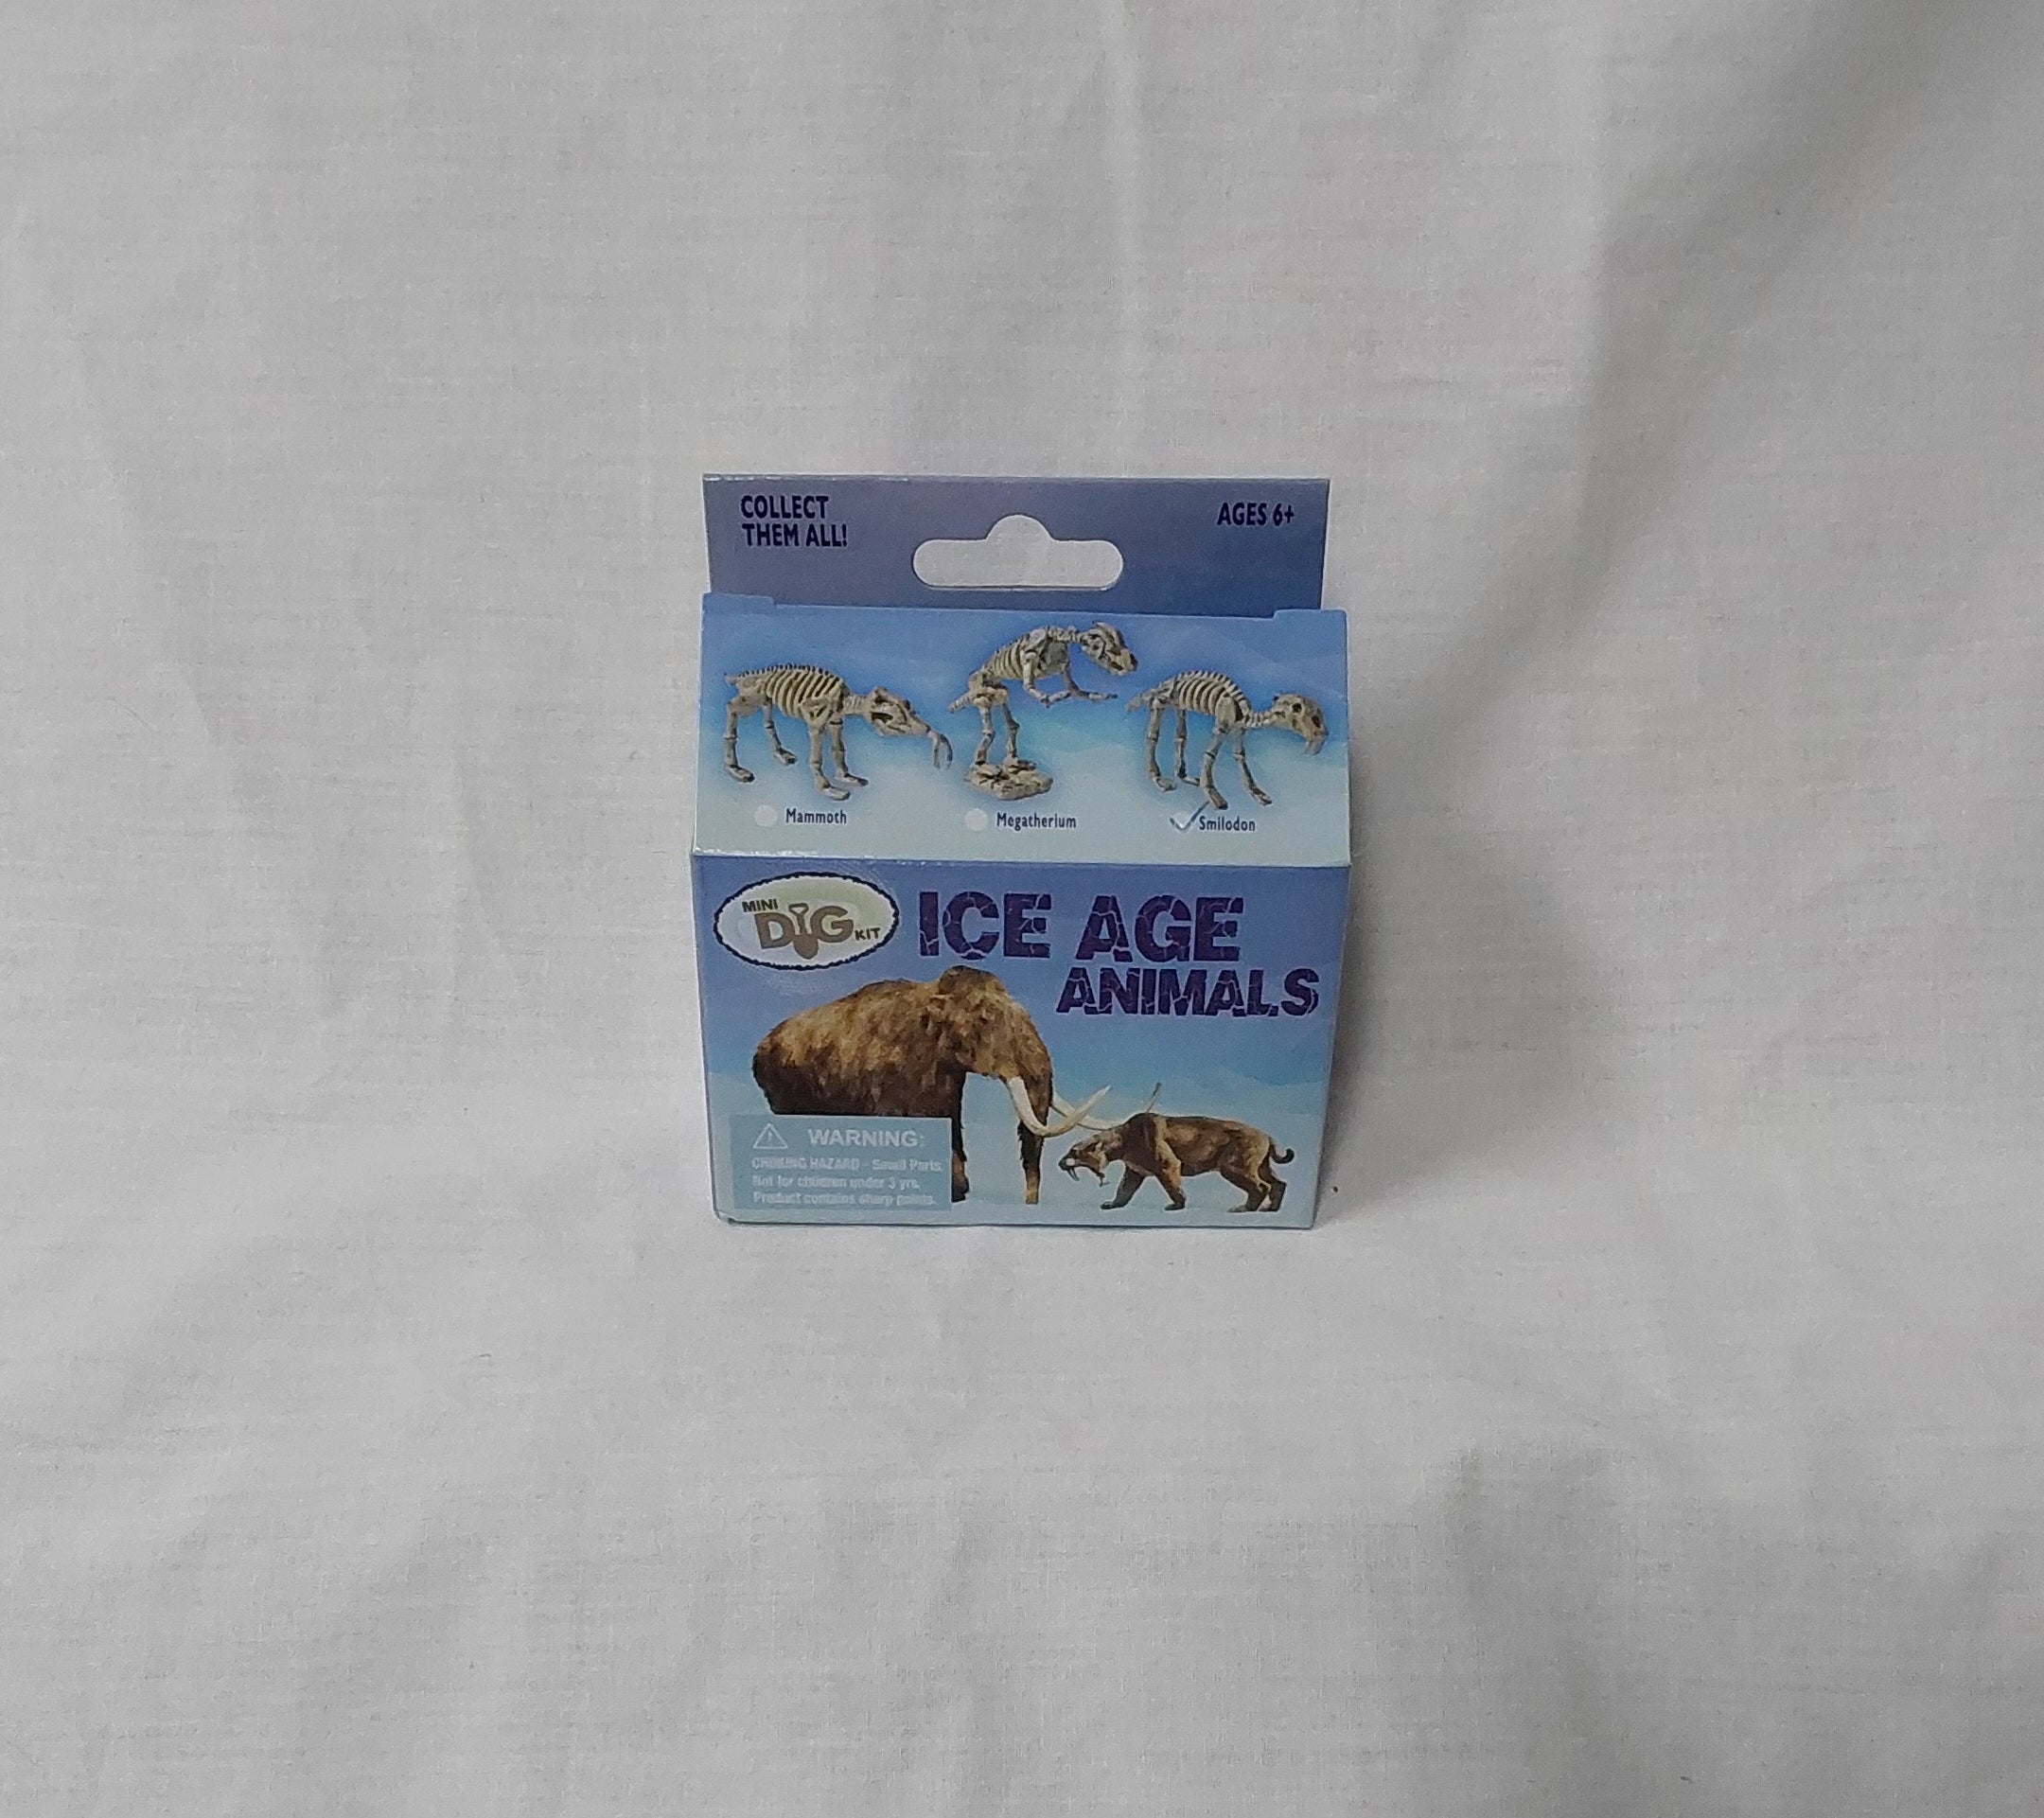 COLLECT
THEM ALL!
AGES 6+
Mammoth
Megatherium
Smilodon
MINI
DIG
KIT
ICE AGE
ANIMALS
WARNING:
CHOKING HAZARD - Small Parts.
Not for children under 3 yrs.
Product contains sharp points.